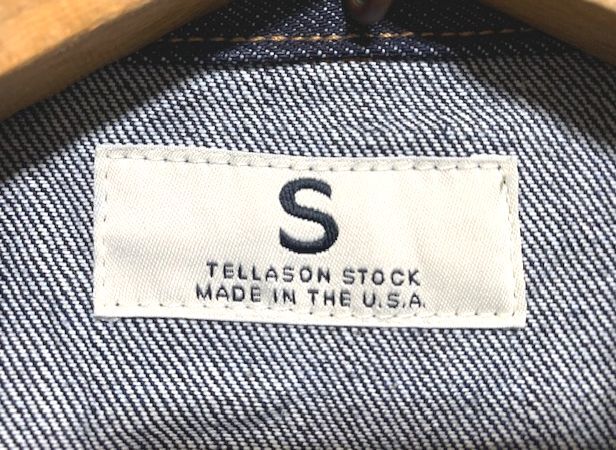 S
TELLASON STOCK
MADE IN THE U.S.A.